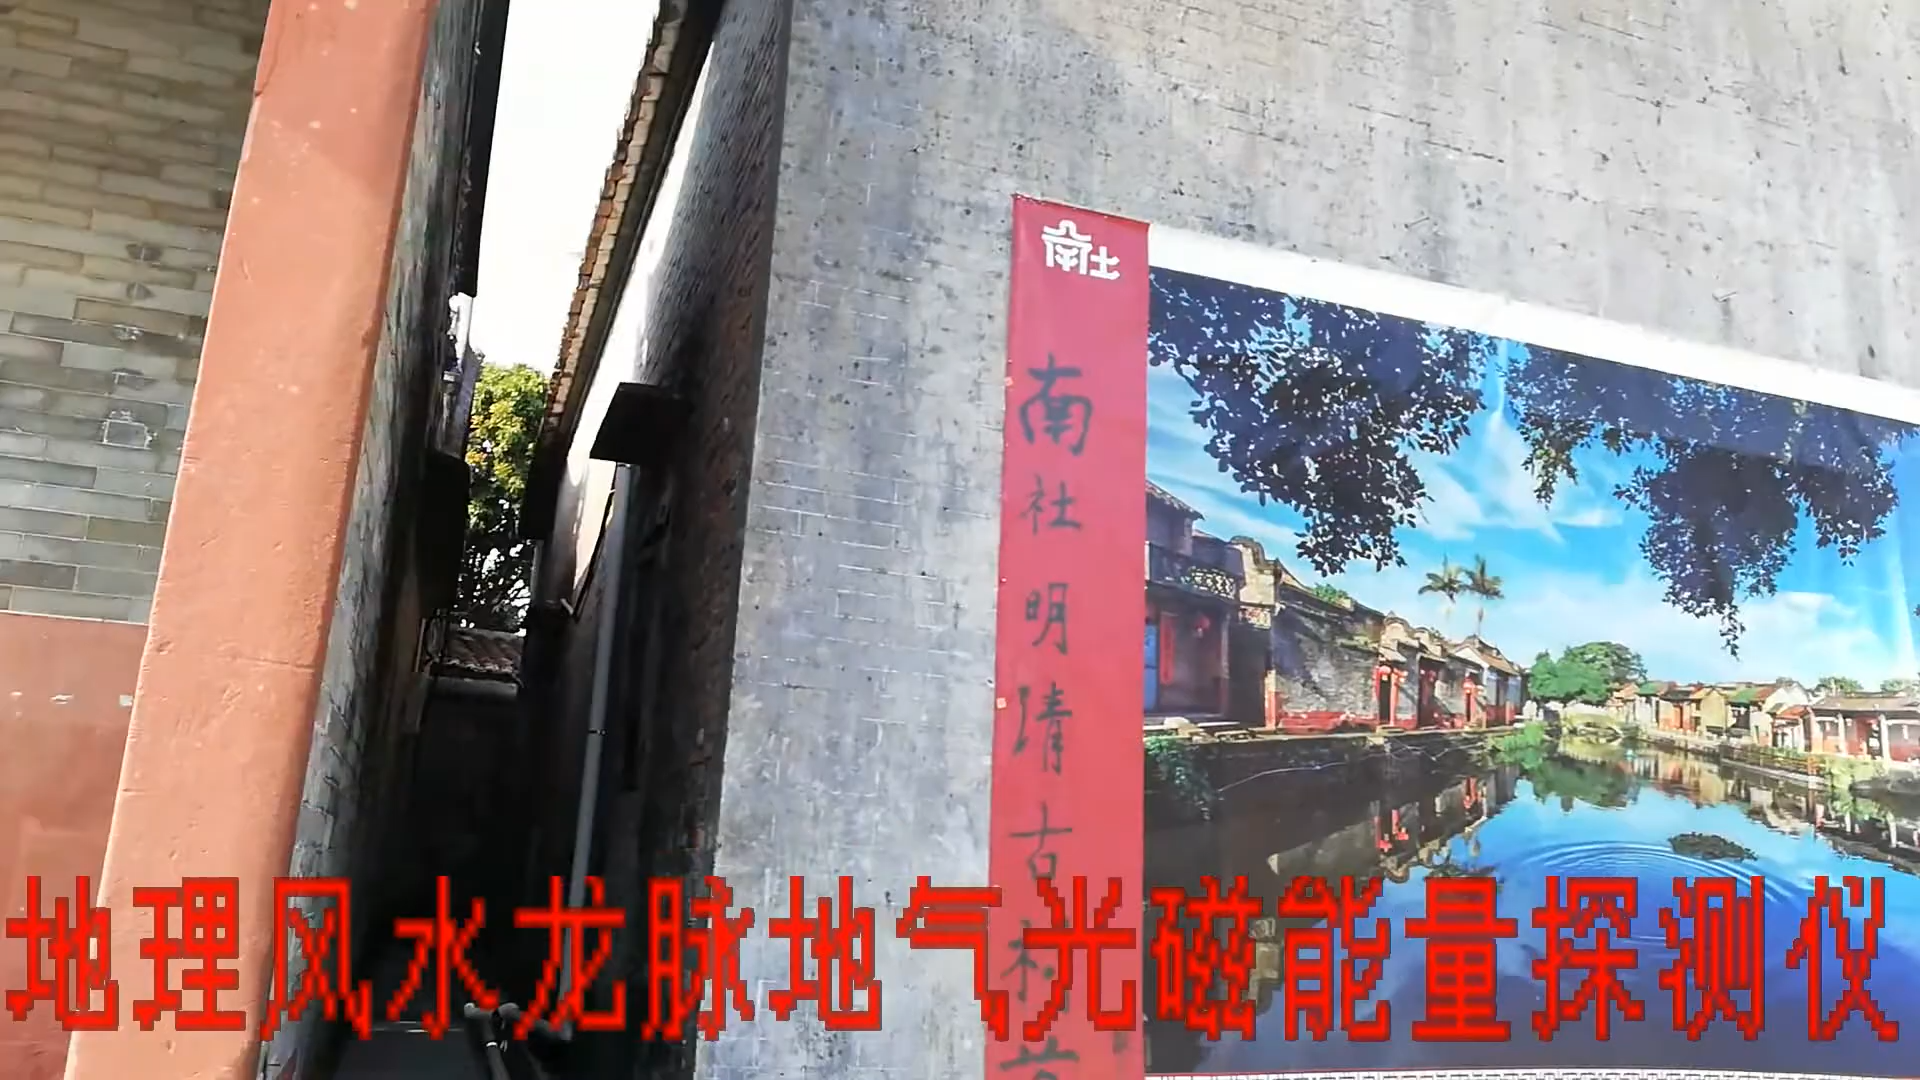 南社
南社明清古村
地理风水龙脉地气光磁能量探测仪